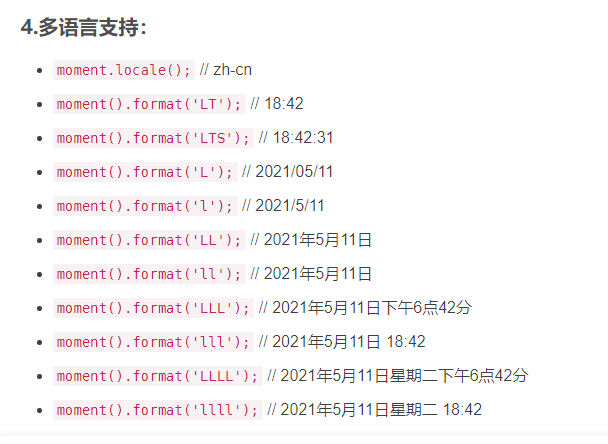 4.多语言支持：
moment.locale(); // zh-cn
moment().format('LT'); // 18:42
moment().format('LTS'); // 18:42:31
moment().format('L'); // 2021/05/11
moment().format('l'); // 2021/5/11
moment().format('LL'); // 2021年5月11日
moment().format('ll'); // 2021年5月11日
moment().format('LLL'); // 2021年5月11日下午6点42分
moment().format('lll'); // 2021年5月11日 18:42
moment().format('LLLL'); // 2021年5月11日星期二下午6点42分
moment().format('llll'); // 2021年5月11日星期二 18:42